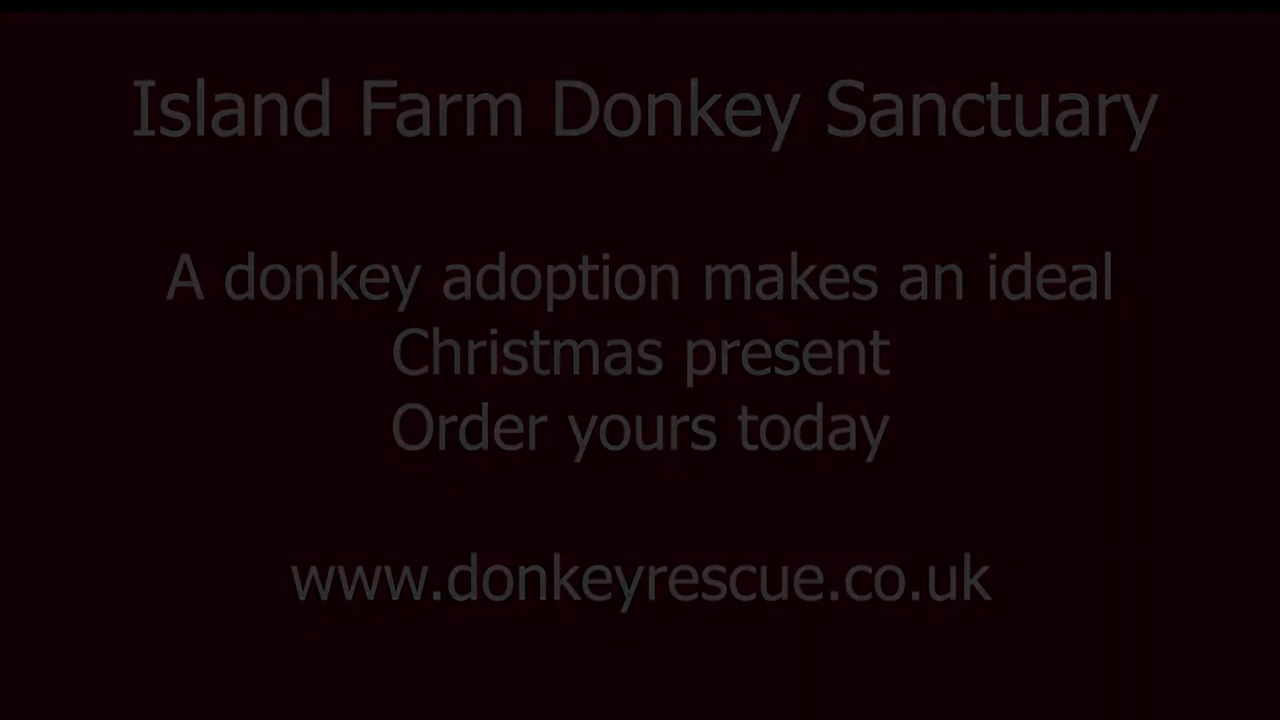 Island Farm Donkey Sanctuary
A donkey adoption makes an ideal
Christmas present
Order yours today
www.donkeyrescue.co.uk